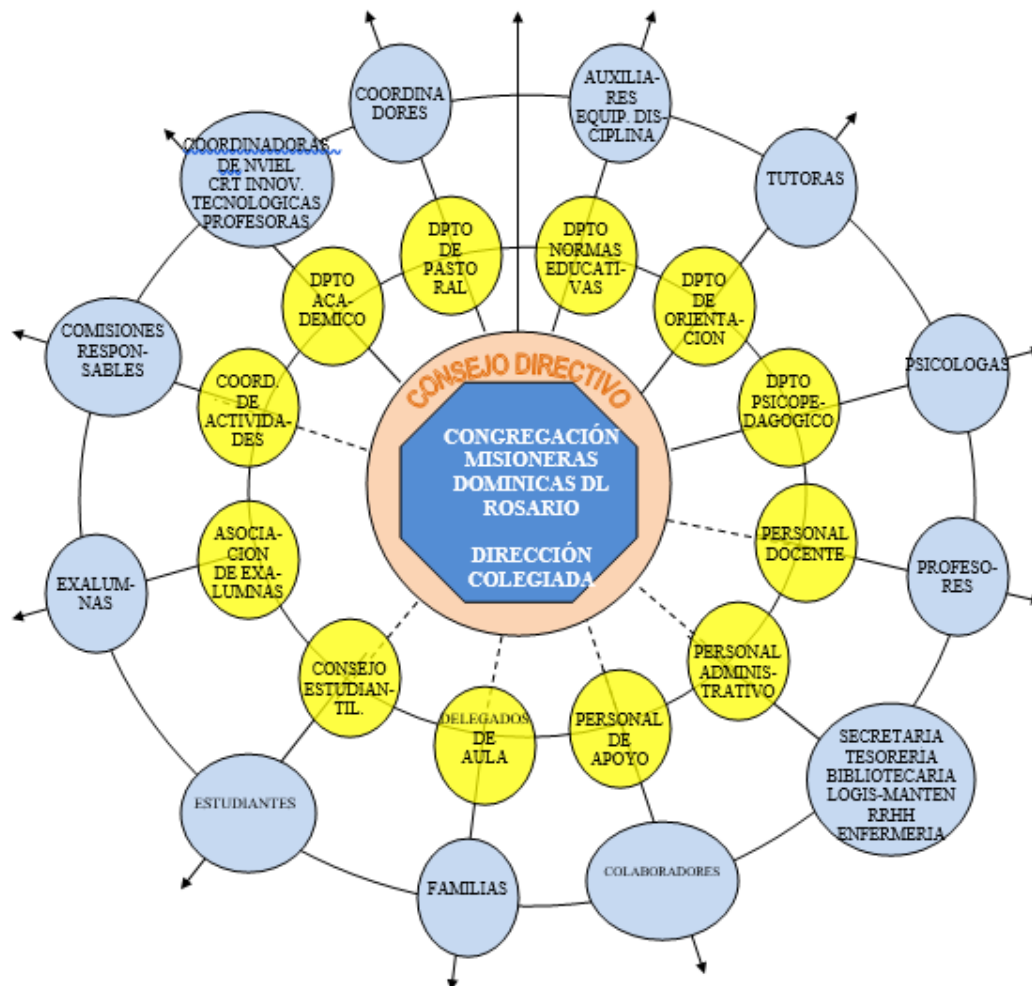 COORDINA
DORES
AUXILIA-
RES
EQUIP. DIS-
CIPLINA
COORDINADORAS
DE NVIEL
CRT INNOV.
TECNOLOGICAS
PROFESORAS
TUTORAS
DPTO
DE
PASTO
RAL
DPTO
NORMAS
EDUCATI-
VAS
DPTO
ACA-
DEMICO
DPTO
DE
ORIENTA-
CION
COMISIONES
RESPON-
SABLES
PSICOLOGAS
COORD.
DE
ACTIVIDA-
DES
DPTO
PSICOPE-
DAGOGICO
CONSEJO DIRECTIVO
CONGREGACIÓN
MISIONERAS
DOMINICAS DL
ROSARIO
DIRECCIÓN
COLEGIADA
ASOCIA-
CION
DE EXA-
LUMNAS
PERSONAL
DOCENTE
EXALUM-
NAS
PROFESO-
RES
CONSEJO
ESTUDIAN-
TIL.
PERSONAL
ADMINIS-
TRATIVO
DELEGADOS
DE
AULA
PERSONAL
DE
APOYO
SECRETARIA
TESORERIA
BIBLIOTECARIA
LOGIS-MANTEN
RRHH
ENFERMERIA
ESTUDIANTES
FAMILIAS
COLABORADORES